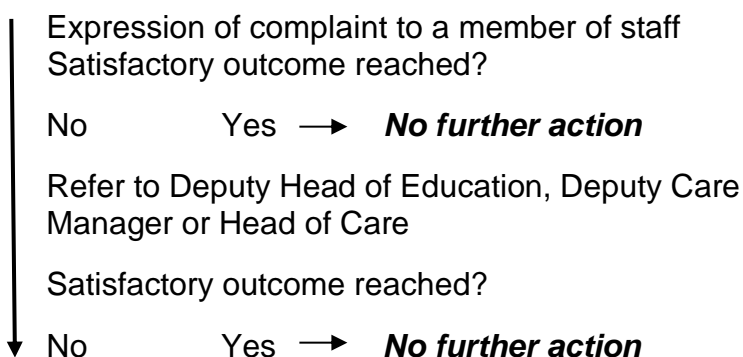 Expression of complaint to a member of staff
Satisfactory outcome reached?
No Yes No further action
Refer to Deputy Head of Education, Deputy Care
Manager or Head of Care
Satisfactory outcome reached?
No Yes No further action